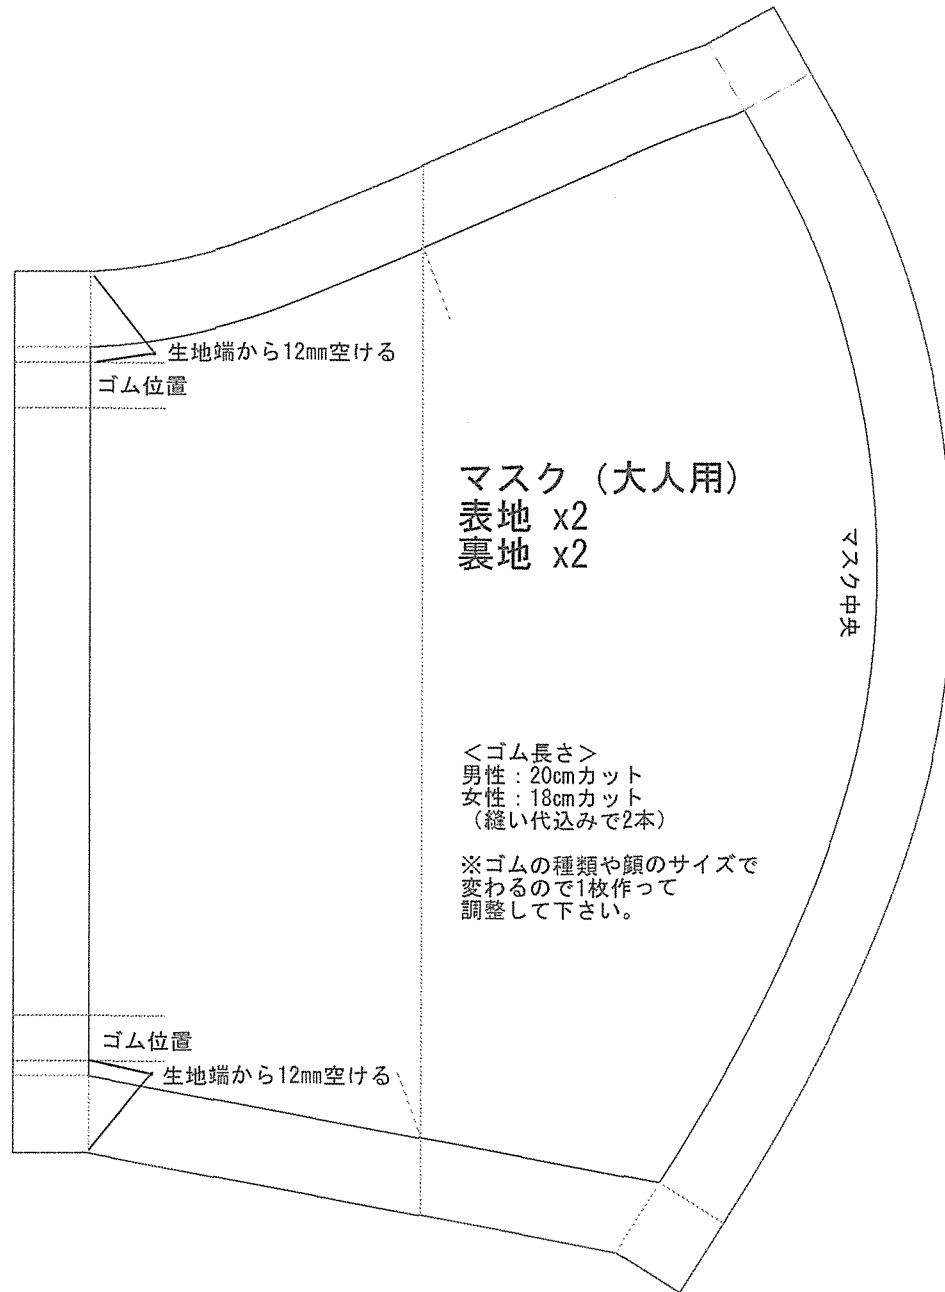 生地端から12mm空ける
ゴム位置
マスク（大人用）
表地 x2
裏地 x2
マスク中央
＜ゴム長さ＞
男性：20cmカット
女性：18cmカット
（縫い代込みで2本）
※ゴムの種類や顔のサイズで
変わるので1枚作って
調整して下さい。
ゴム位置
生地端から12mm空ける